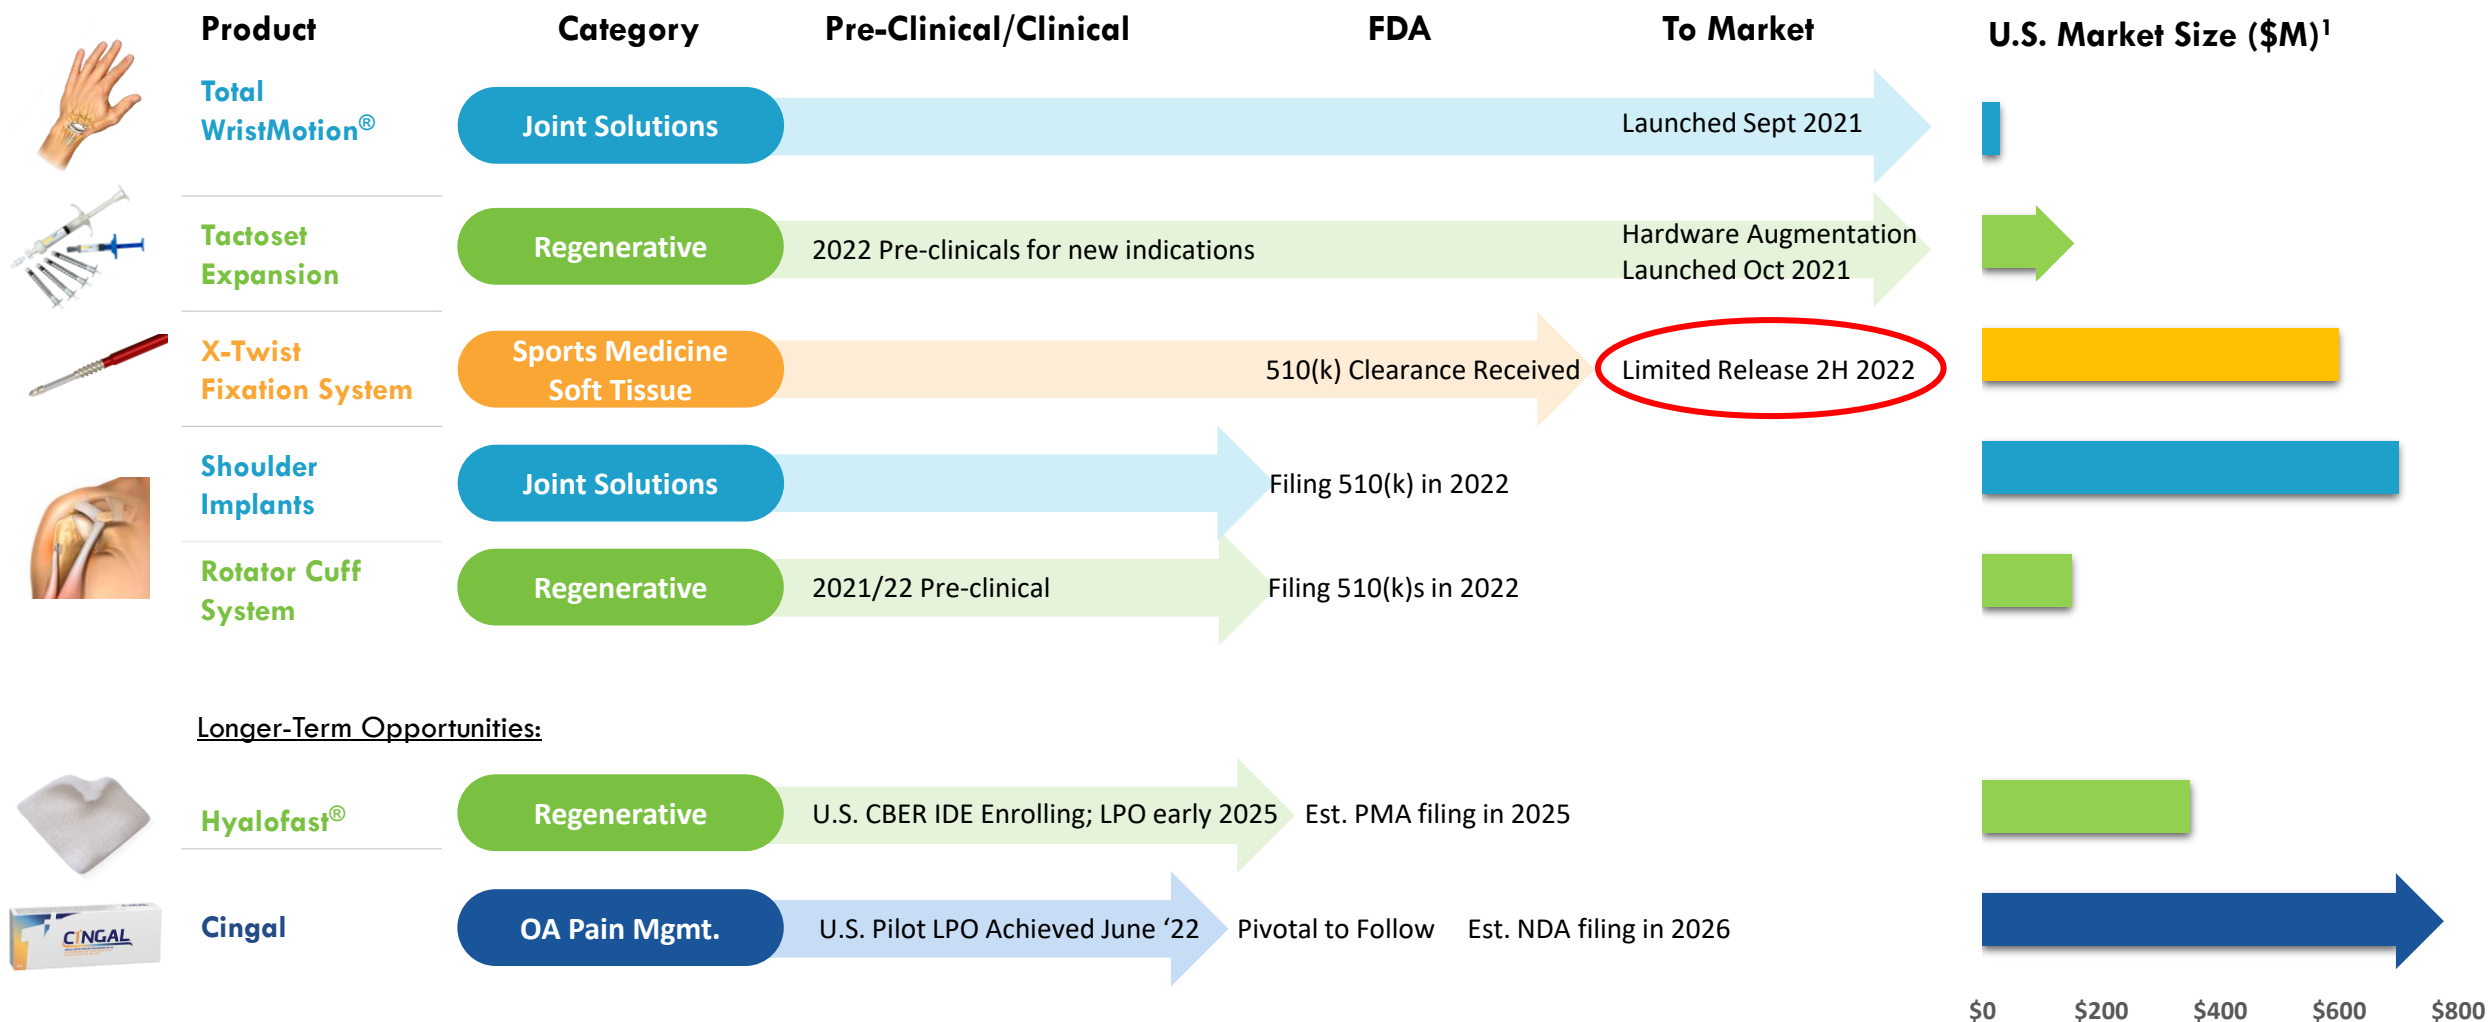 Product
Category
Pre-Clinical/Clinical
FDA
To Market
U.S. Market Size ($M)1
Total
WristMotion®
Joint Solutions
Launched Sept 2021
Tactoset
Expansion
Regenerative
2022 Pre-clinicals for new indications
Hardware Augmentation
Launched Oct 2021
X-Twist
Fixation System
Sports Medicine
Soft Tissue
510(k) Clearance Received
Limited Release 2H 2022
Shoulder
Implants
Joint Solutions
Filing 510(k) in 2022
Rotator Cuff
System
Regenerative
2021/22 Pre-clinical
Filing 510(k)s in 2022
Longer-Term Opportunities:
Hyalofast®
Regenerative
U.S. CBER IDE Enrolling; LPO early 2025
Est. PMA filing in 2025
CINGAL
Cingal
OA Pain Mgmt.
U.S. Pilot LPO Achieved June ‘22
Pivotal to Follow
Est. NDA filing in 2026
$0
$200
$400
$600
$800